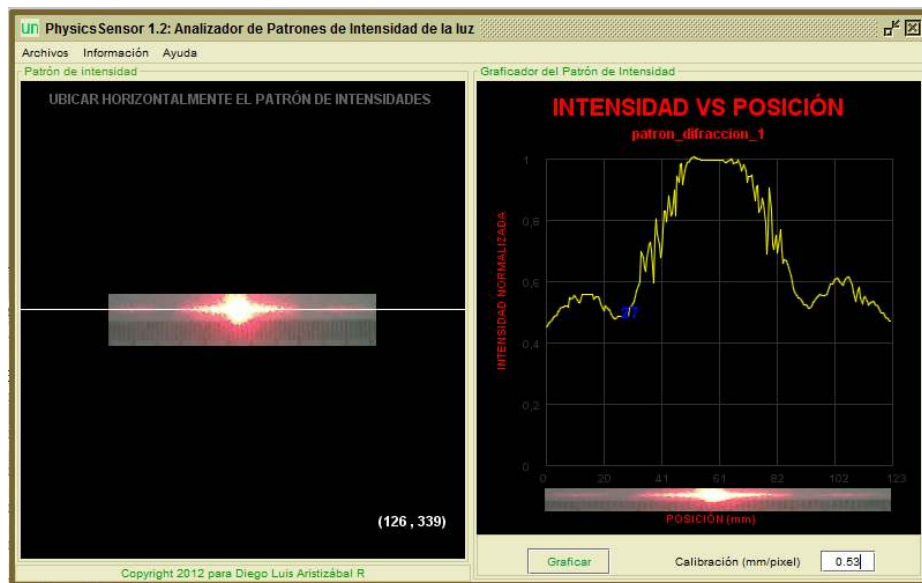 un PhysicsSensor 1.2: Analizador de Patrones de Intensidad de la luz
Archivos Información Ayuda
Patrón de intensidad
UBICAR HORIZONTALMENTE EL PATRÓN DE INTENSIDADES
(126 , 339)
Copyright 2012 para Diego Luis Aristizábal R
Graficador del Patrón de Intensidad
INTENSIDAD VS POSICIÓN
patron_difraccion_1
INTENSIDAD NORMALIZADA
1
0,8
0,6
0,4
0,2
0
37
0 20 41 61 82 102 123
POSICIÓN (mm)
Graficar Calibración (mm/pixel) 0.53